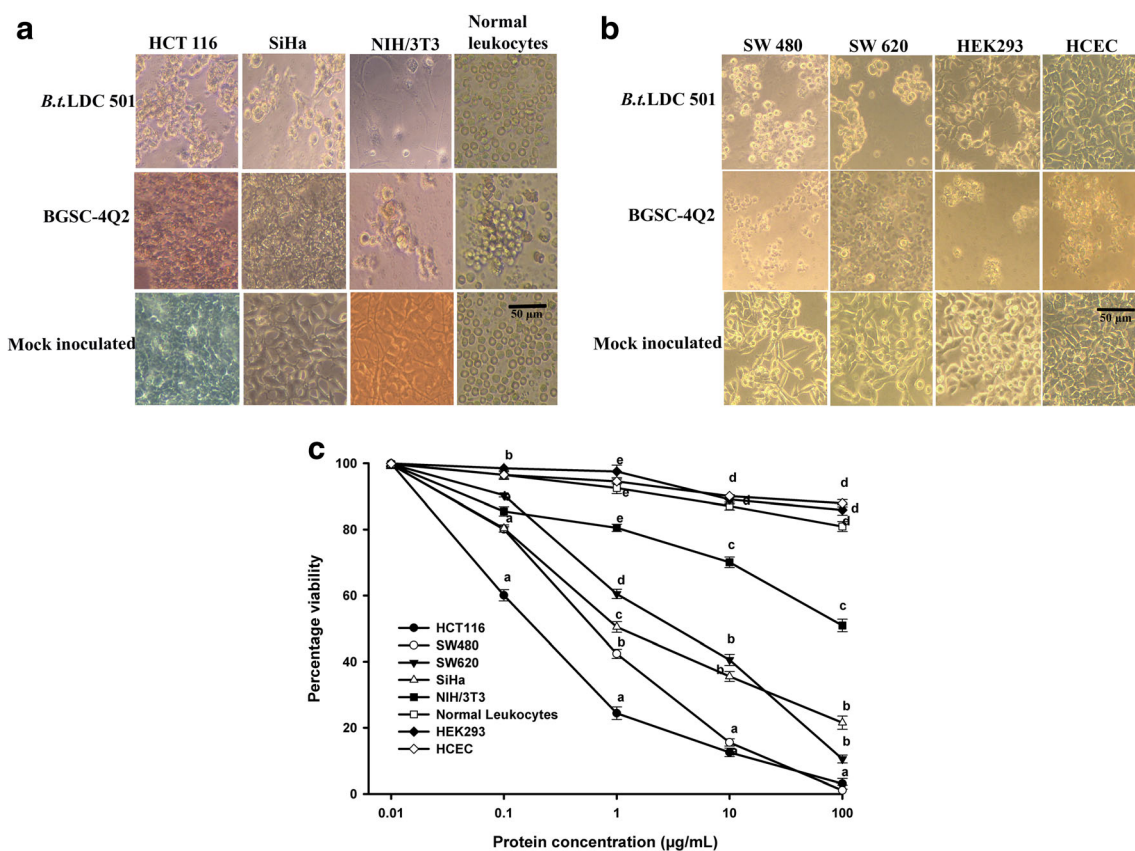 a
HCT 116 SiHa NIH/3T3 Normal leukocytes
B.t.LDC 501
BGSC-4Q2
Mock inoculated
50 µm
b
SW 480 SW 620 HEK293 HCEC
B.t.LDC 501
BGSC-4Q2
Mock inoculated
50 µm
c
Percentage viability
100
80
60
40
20
0
b e d d
e d d d
a e c c
a d b b
c b b
b a a
a
HCT116
SW480
SW620
SiHa
NIH/3T3
Normal Leukocytes
HEK293
HCEC
0.01 0.1 1 10 100
Protein concentration (µg/mL)